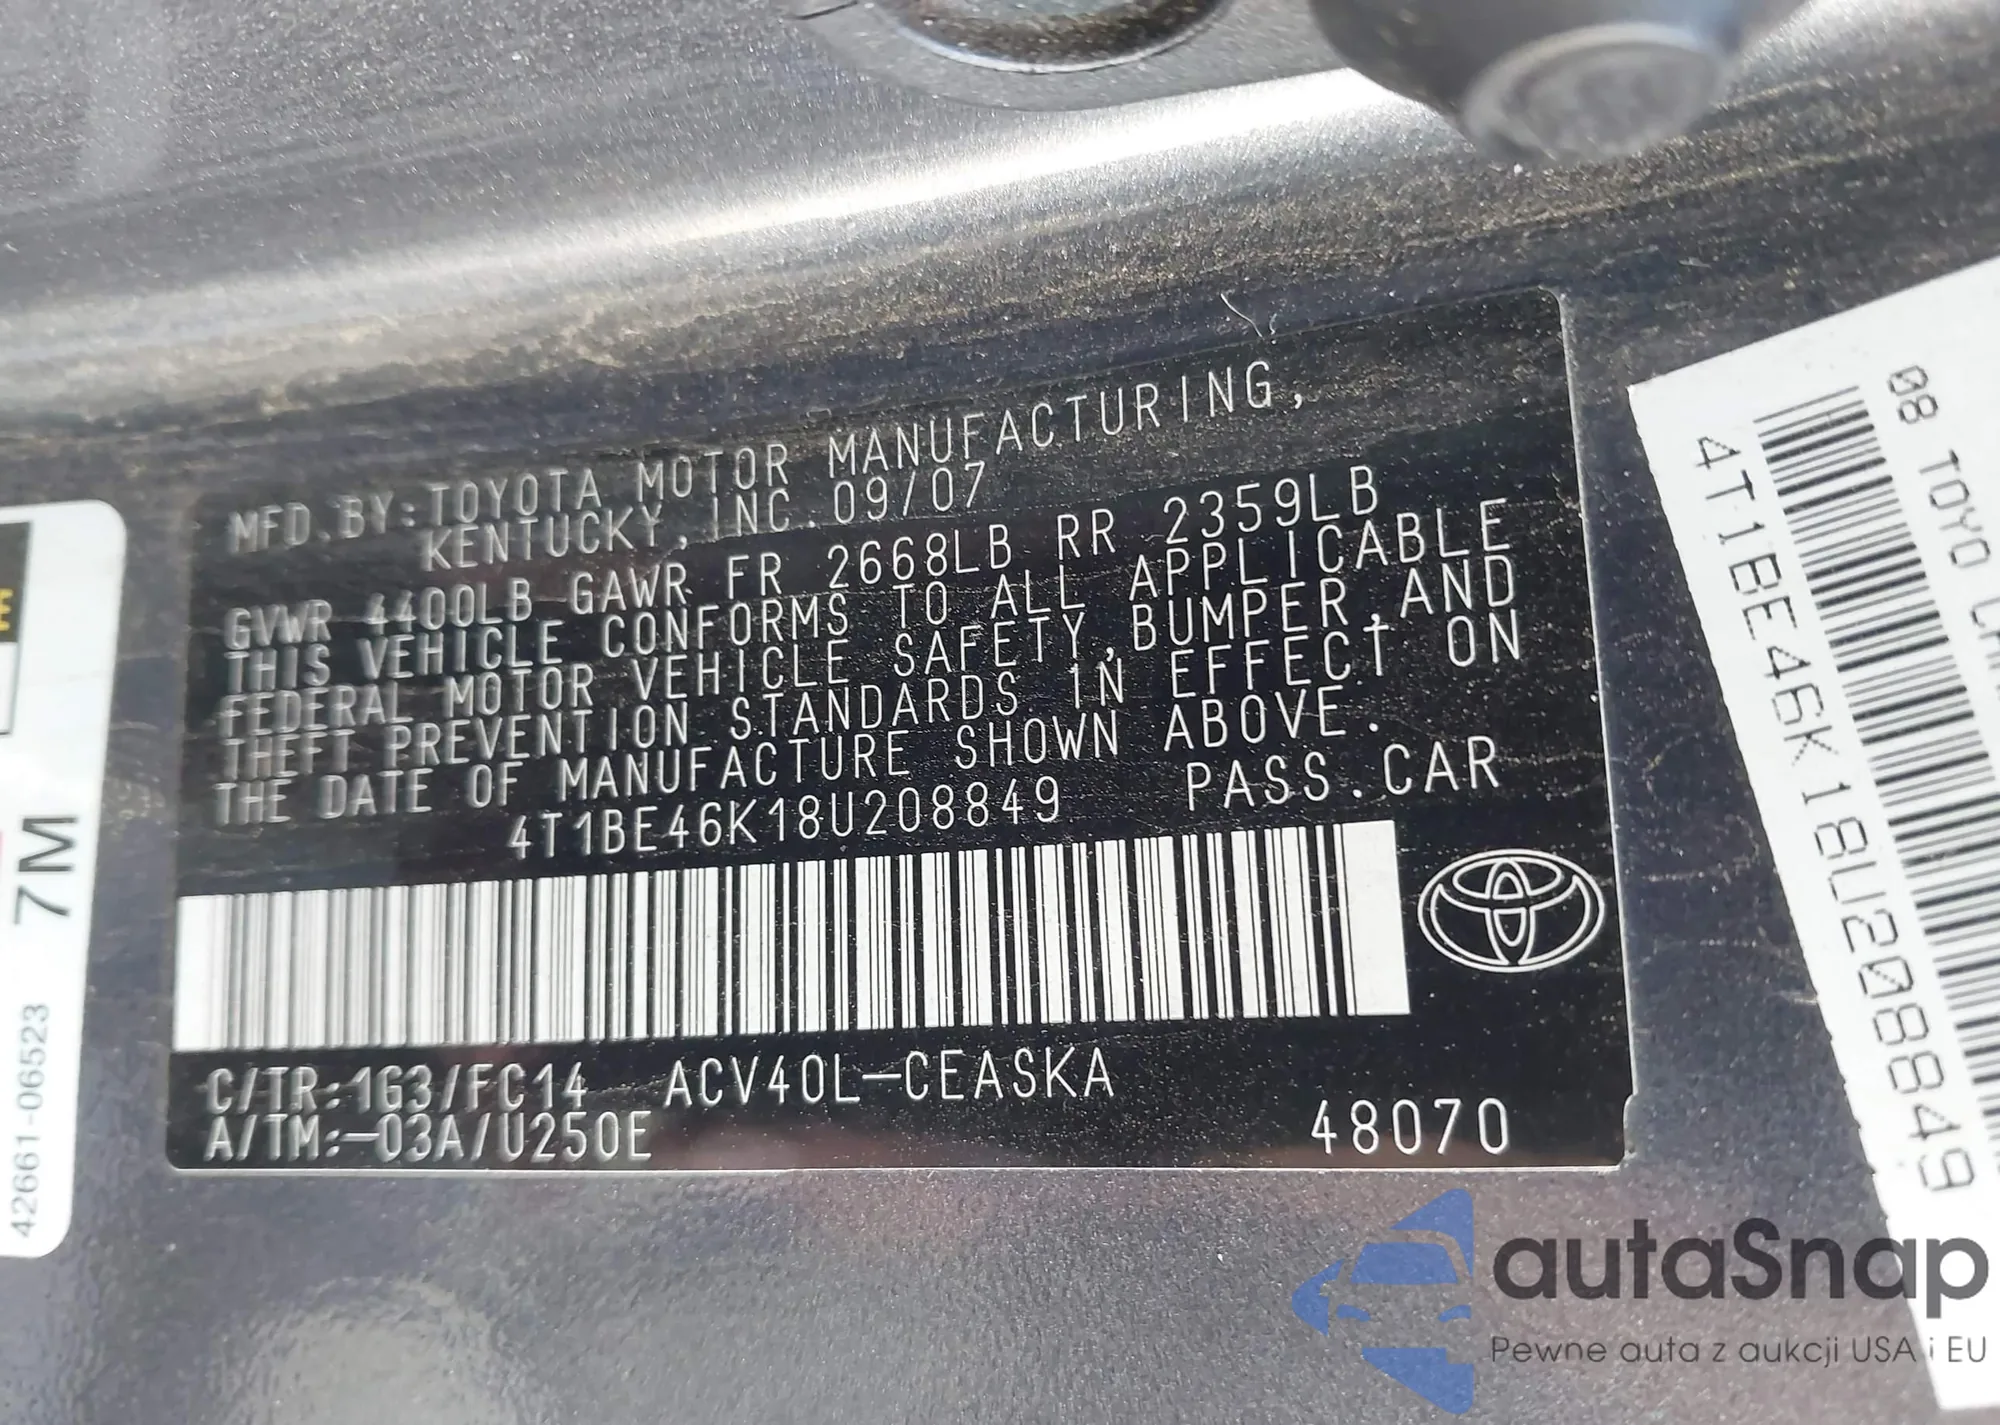 MFD.BY:TOYOTA MOTOR MANUFACTURING,
KENTUCKY, INC. 09/07
GVWR 4400LB GAWR FR 2668LB RR 2359LB
THIS VEHICLE CONFORMS TO ALL APPLICABLE
FEDERAL MOTOR VEHICLE SAFETY,BUMPER,AND
THEFT PREVENTION STANDARDS IN EFFECT ON
THE DATE OF MANUFACTURE SHOWN ABOVE.
4T1BE46K18U208849 PASS.CAR
C/TR:1G3/FC14 ACV40L-CEASKA
A/TM:-03A/U250E 48070
7M
42661-06523
08 TOYO
4T1BE46K18U208849
autaSnap
Pewne auta z aukcji USA i EU